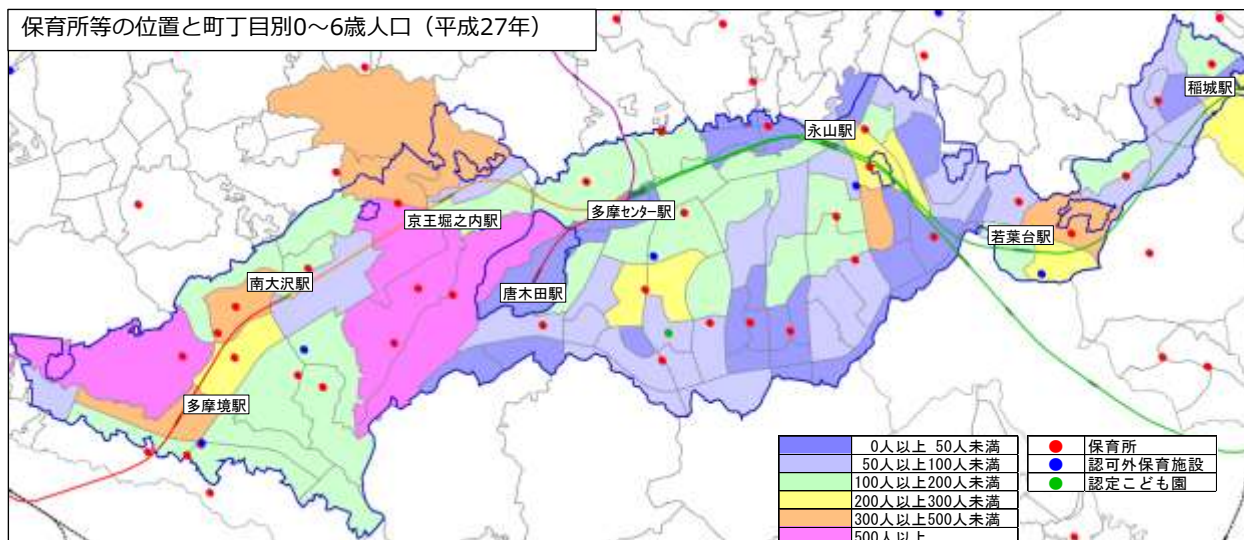 保育所等の位置と町丁目別0～6歳人口（平成27年）
稲城駅
永山駅
多摩センター駅
京王堀之内駅
若葉台駅
南大沢駅
唐木田駅
多摩境駅
0人以上 50人未満
50人以上100人未満
100人以上200人未満
200人以上300人未満
300人以上500人未満
500人以上
保育所
認可外保育施設
認定こども園